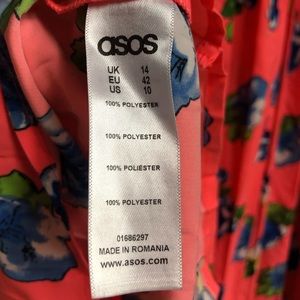 asos
UK 14
EU 42
US 10
100% POLYESTER
100% POLYESTER
100% POLIESTER
100% POLYESTER
01686297
MADE IN ROMANIA
www.asos.com